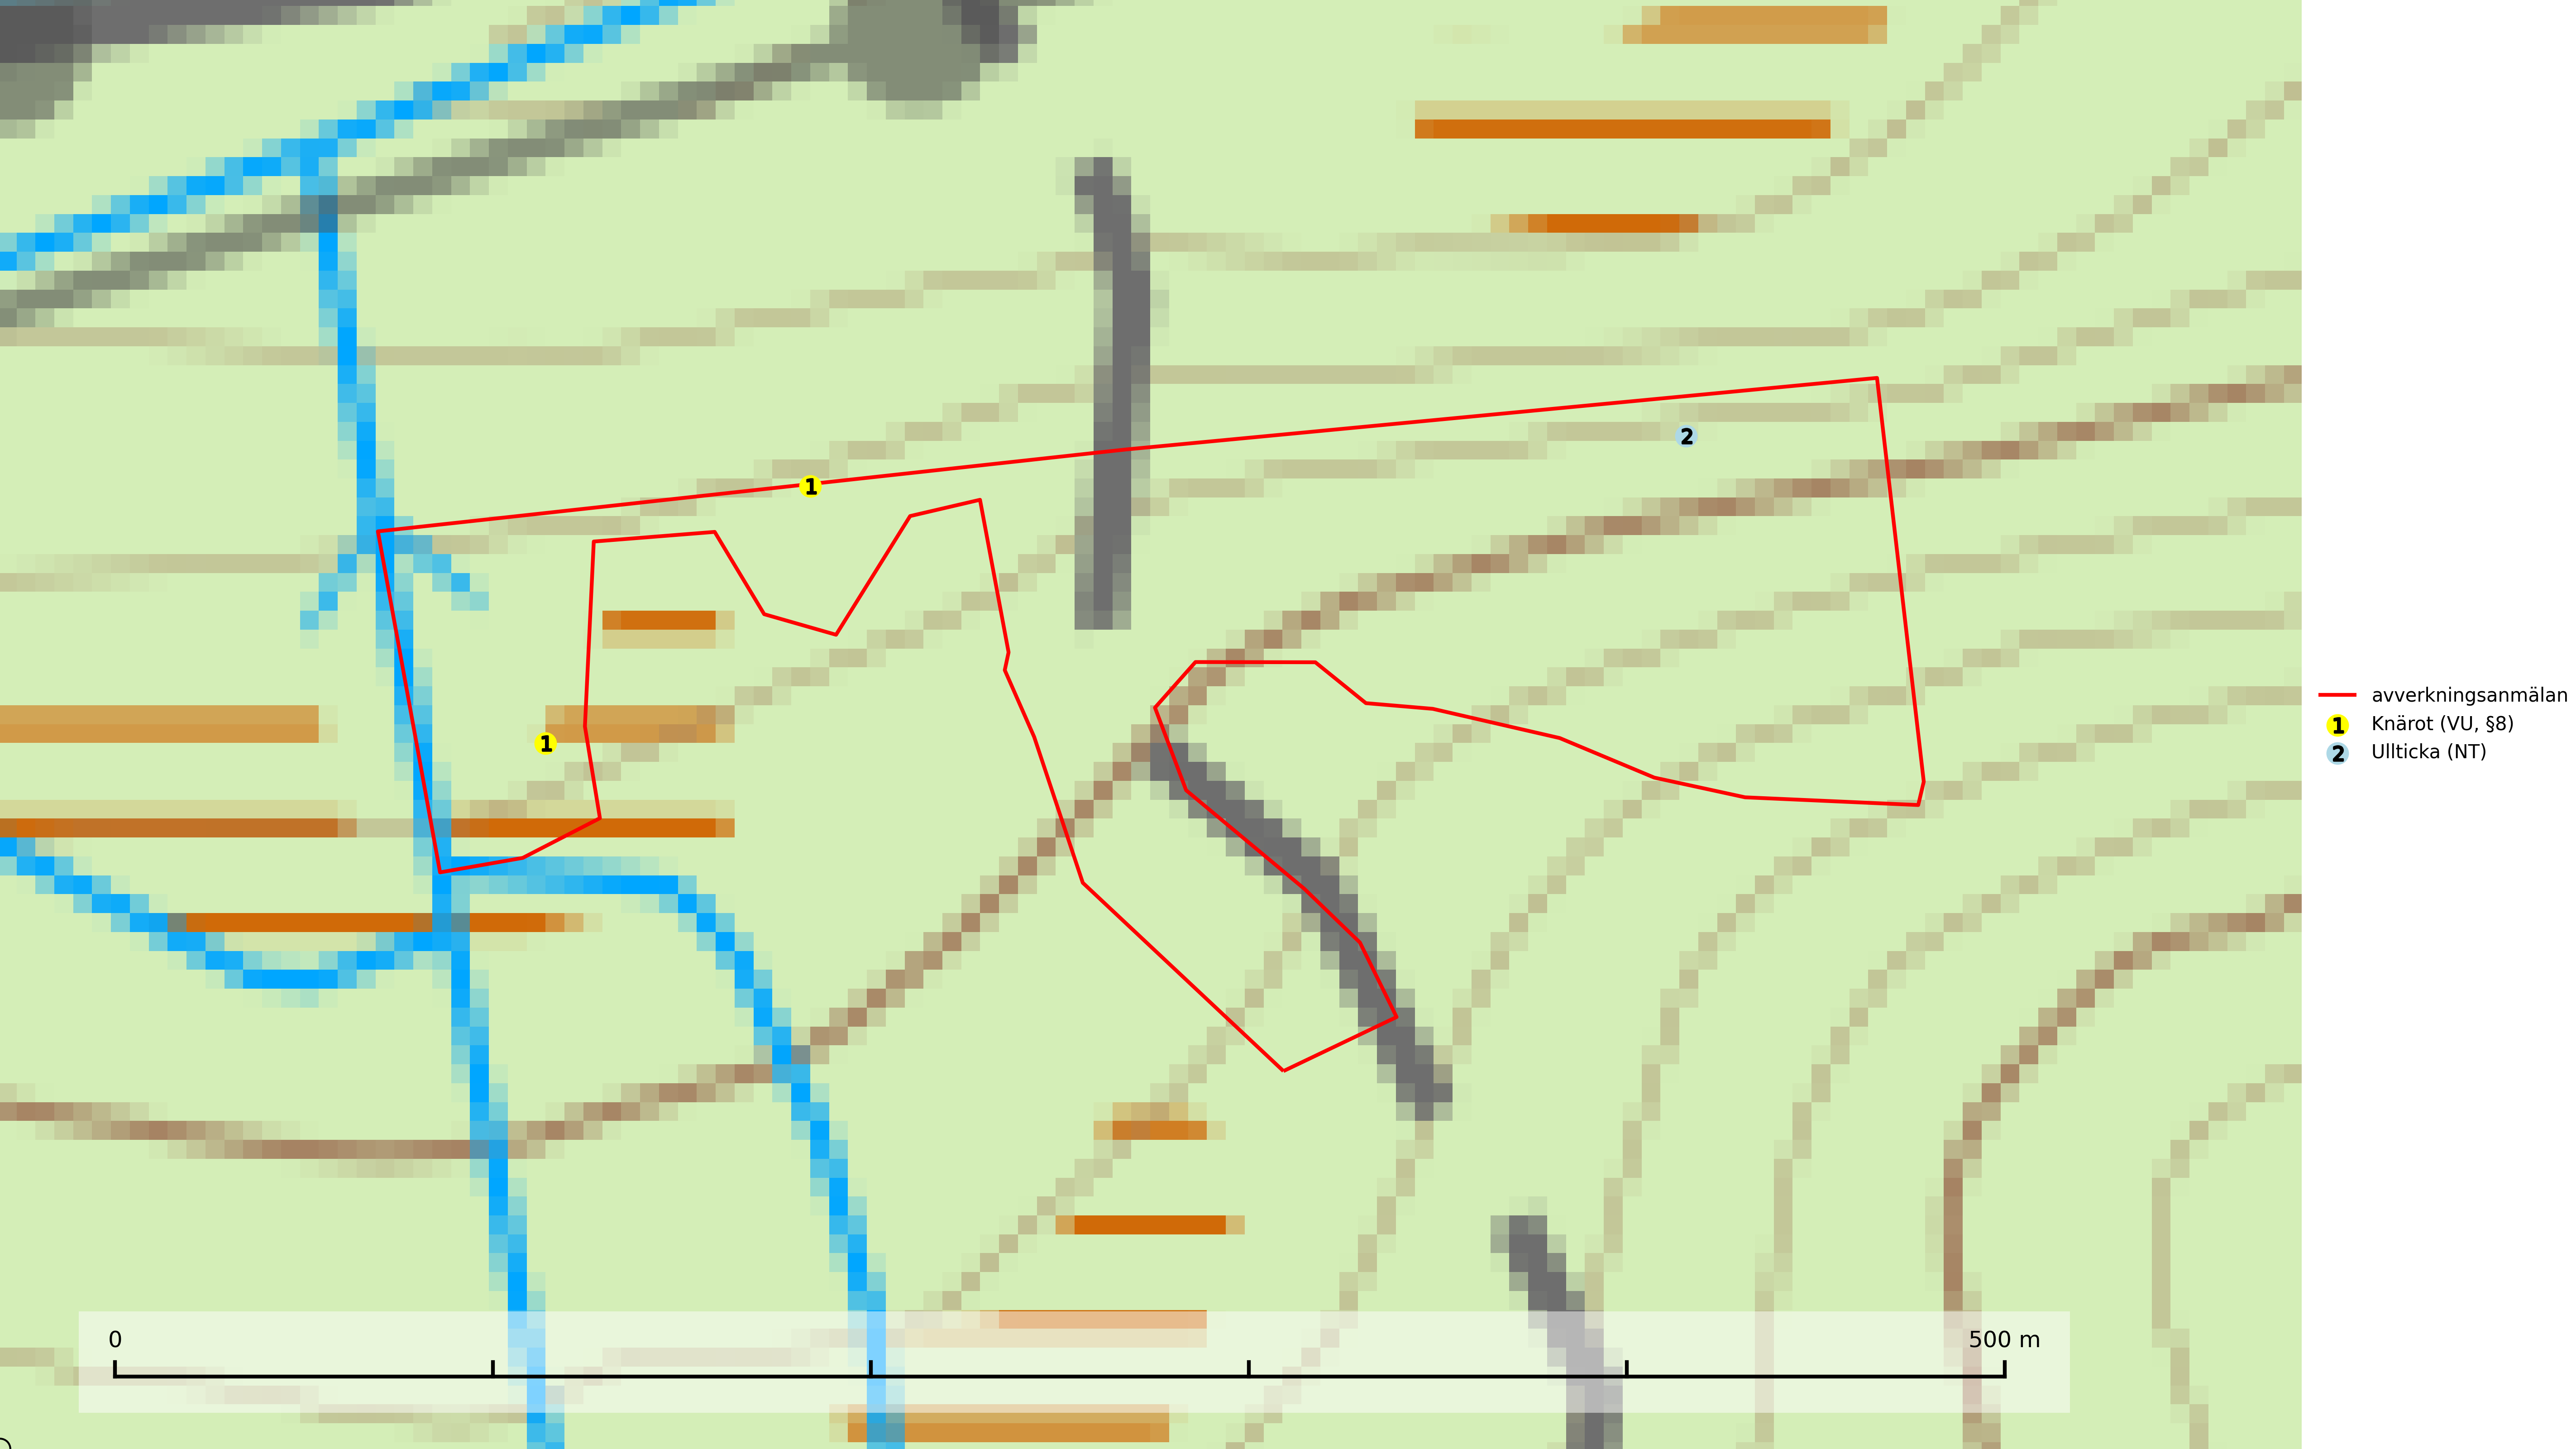 2
1
1
avverkningsanmälan
1 Knärot (VU, §8)
2 Ullticka (NT)
0 500 m